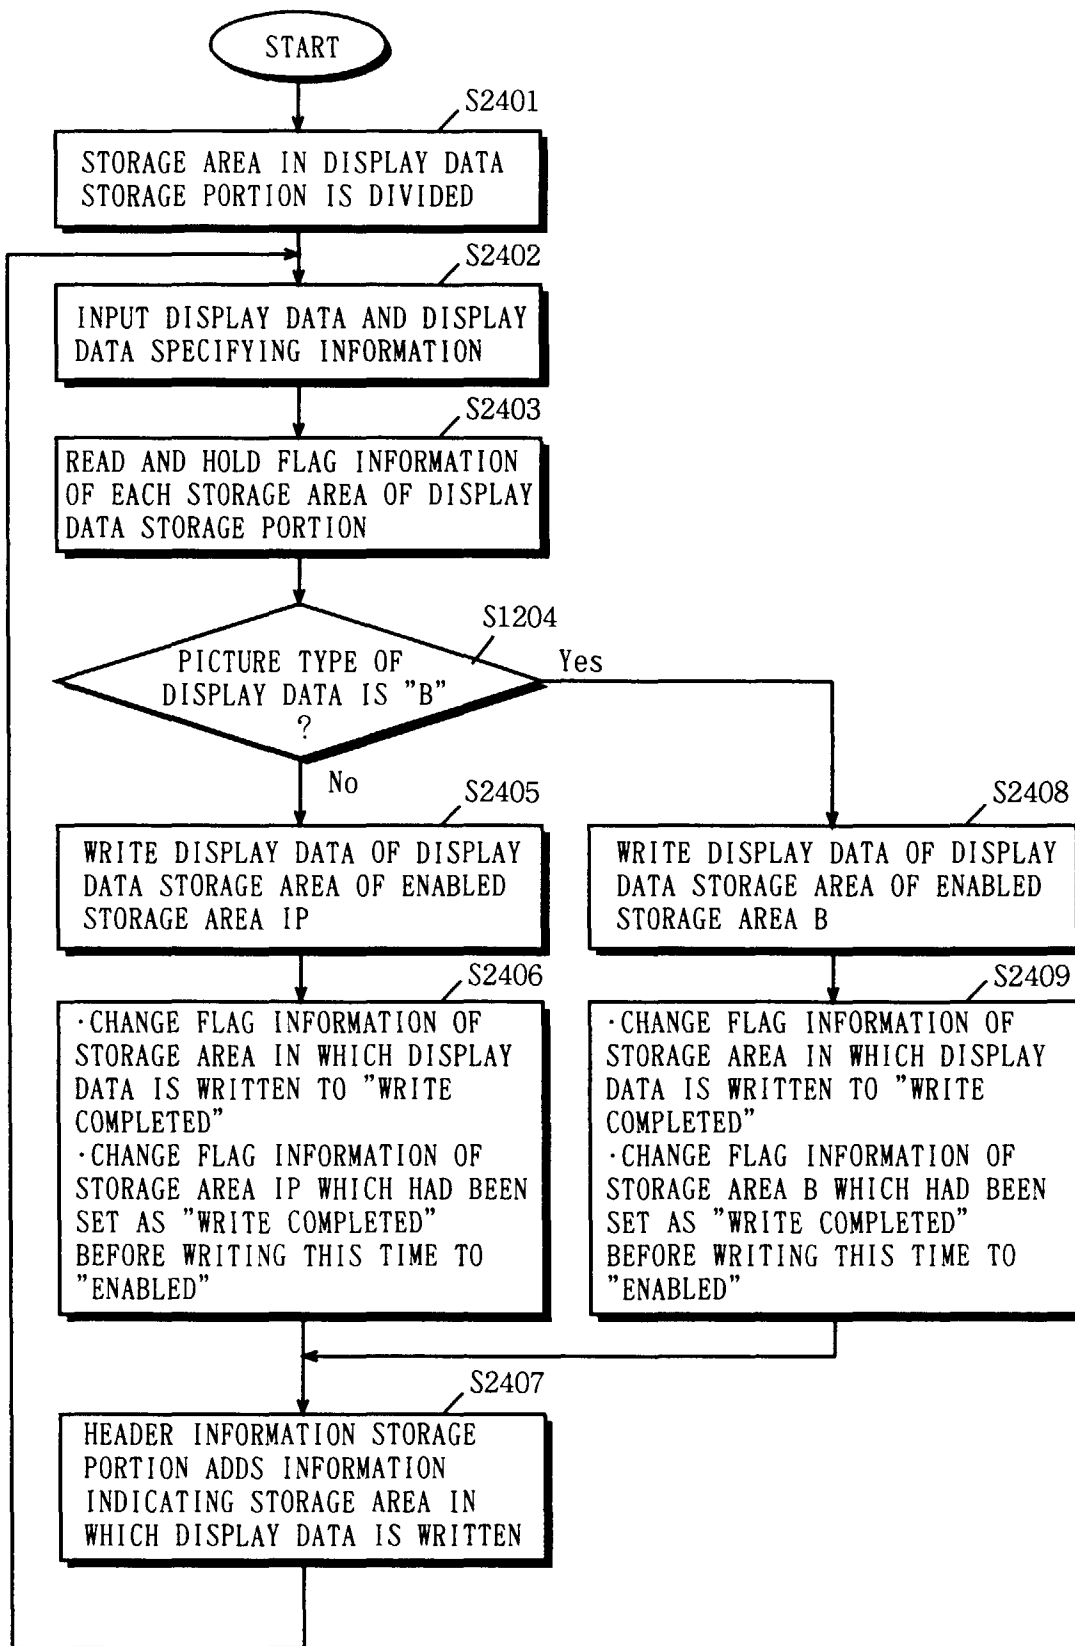 START
S2401
STORAGE AREA IN DISPLAY DATA
STORAGE PORTION IS DIVIDED
S2402
INPUT DISPLAY DATA AND DISPLAY
DATA SPECIFYING INFORMATION
S2403
READ AND HOLD FLAG INFORMATION
OF EACH STORAGE AREA OF DISPLAY
DATA STORAGE PORTION
S1204
PICTURE TYPE OF
DISPLAY DATA IS "B"
?
Yes
No
S2405
WRITE DISPLAY DATA OF DISPLAY
DATA STORAGE AREA OF ENABLED
STORAGE AREA IP
S2408
WRITE DISPLAY DATA OF DISPLAY
DATA STORAGE AREA OF ENABLED
STORAGE AREA B
S2406
·CHANGE FLAG INFORMATION OF
STORAGE AREA IN WHICH DISPLAY
DATA IS WRITTEN TO "WRITE
COMPLETED"
·CHANGE FLAG INFORMATION OF
STORAGE AREA IP WHICH HAD BEEN
SET AS "WRITE COMPLETED"
BEFORE WRITING THIS TIME TO
"ENABLED"
S2409
·CHANGE FLAG INFORMATION OF
STORAGE AREA IN WHICH DISPLAY
DATA IS WRITTEN TO "WRITE
COMPLETED"
·CHANGE FLAG INFORMATION OF
STORAGE AREA B WHICH HAD BEEN
SET AS "WRITE COMPLETED"
BEFORE WRITING THIS TIME TO
"ENABLED"
S2407
HEADER INFORMATION STORAGE
PORTION ADDS INFORMATION
INDICATING STORAGE AREA IN
WHICH DISPLAY DATA IS WRITTEN